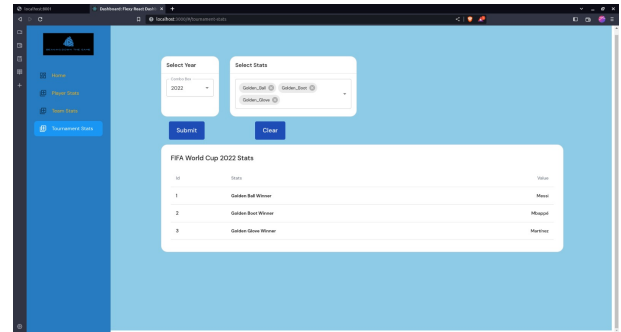 localhost:3001
Dashboard | Flexy React Dashb
localhost:3000/#/tournament-stats
Home
Player Stats
Team Stats
Tournament Stats
Select Year
Combo Box
2022
Select Stats
Golden_Ball
Golden_Boot
Golden_Glove
Submit
Clear
FIFA World Cup 2022 Stats
Id Stats Value
1 Golden Ball Winner Messi
2 Golden Boot Winner Mbappé
3 Golden Glove Winner Martínez